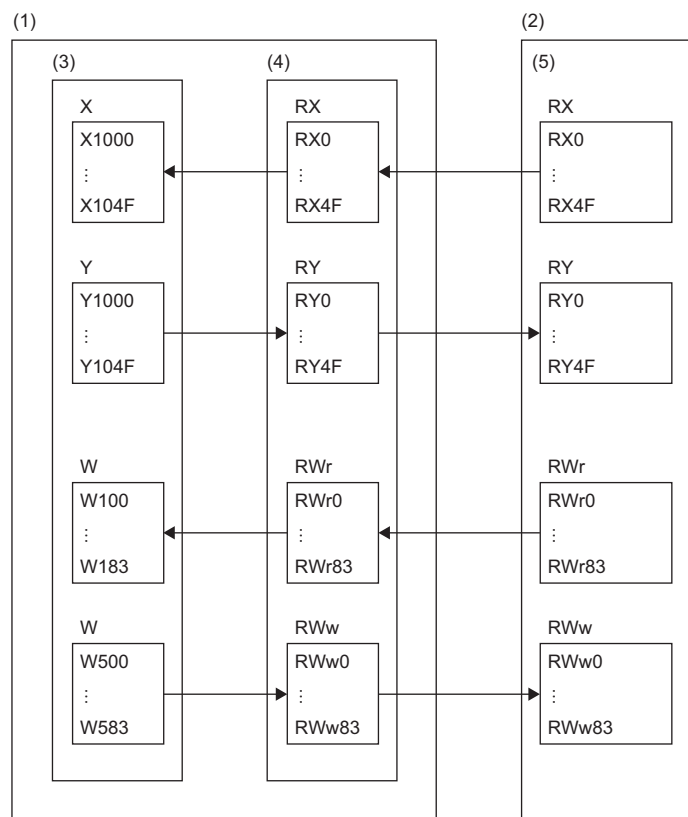 (1) (2)
(3) (4) (5)
X RX RX
X1000 RX0 RX0
⋮ ⋮ ⋮
X104F RX4F RX4F
Y RY RY
Y1000 RY0 RY0
⋮ ⋮ ⋮
Y104F RY4F RY4F
W RWr RWr
W100 RWr0 RWr0
⋮ ⋮ ⋮
W183 RWr83 RWr83
W RWw RWw
W500 RWw0 RWw0
⋮ ⋮ ⋮
W583 RWw83 RWw83